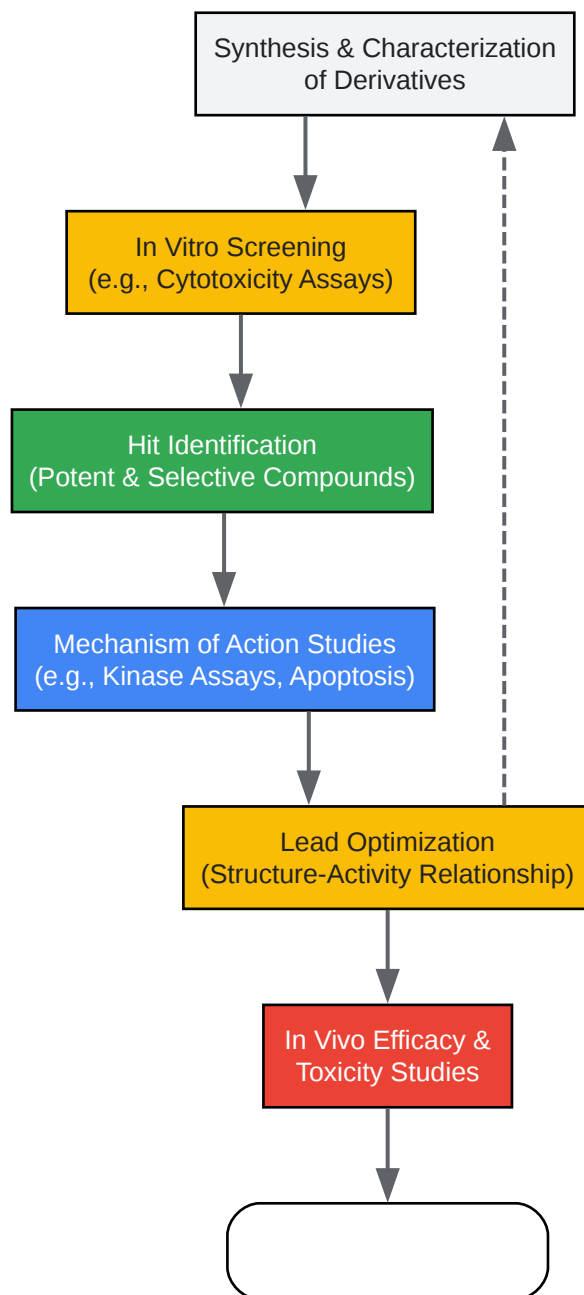 Synthesis & Characterization
of Derivatives
In Vitro Screening
(e.g., Cytotoxicity Assays)
Hit Identification
(Potent & Selective Compounds)
Mechanism of Action Studies
(e.g., Kinase Assays, Apoptosis)
Lead Optimization
(Structure-Activity Relationship)
In Vivo Efficacy &
Toxicity Studies